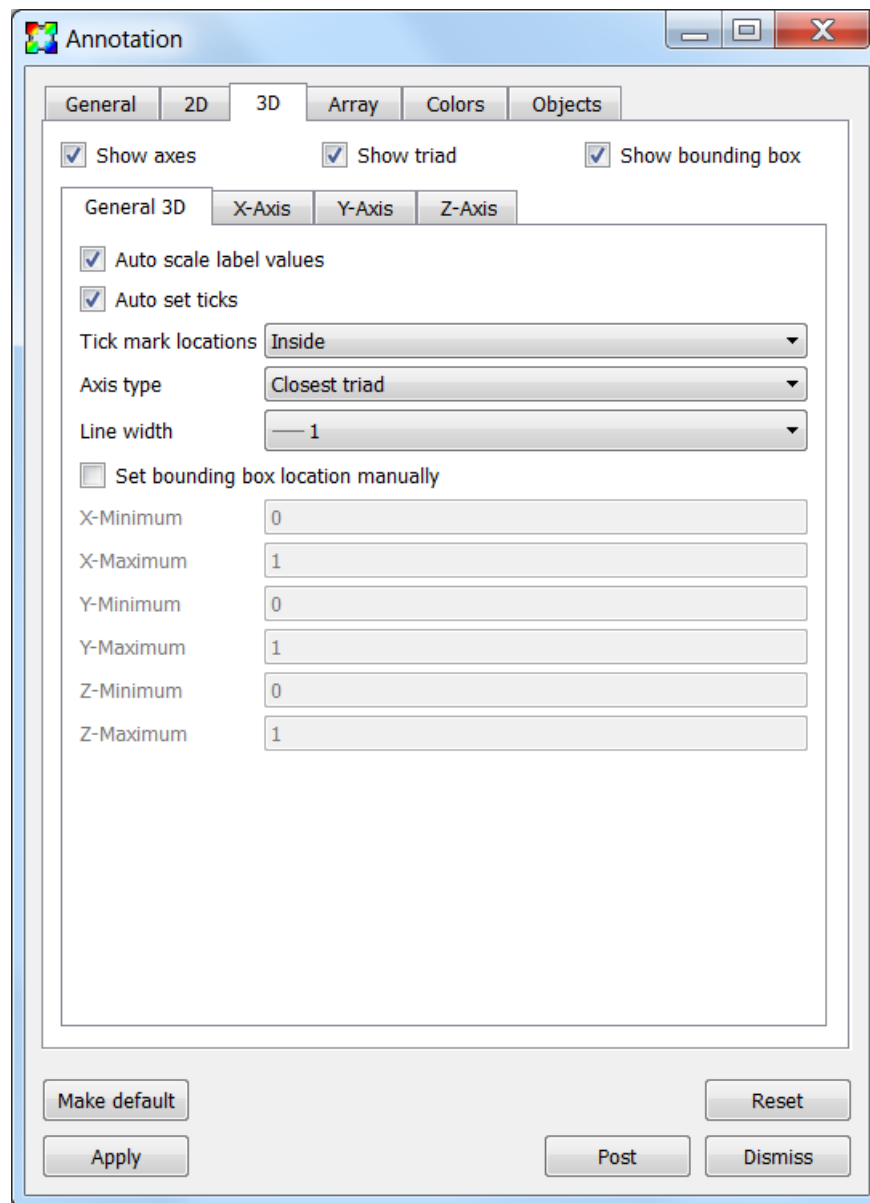 Annotation
General 2D 3D Array Colors Objects
Show axes Show triad Show bounding box
General 3D X-Axis Y-Axis Z-Axis
Auto scale label values
Auto set ticks
Tick mark locations Inside
Axis type Closest triad
Line width 1
Set bounding box location manually
X-Minimum 0
X-Maximum 1
Y-Minimum 0
Y-Maximum 1
Z-Minimum 0
Z-Maximum 1
Make default Reset
Apply Post Dismiss